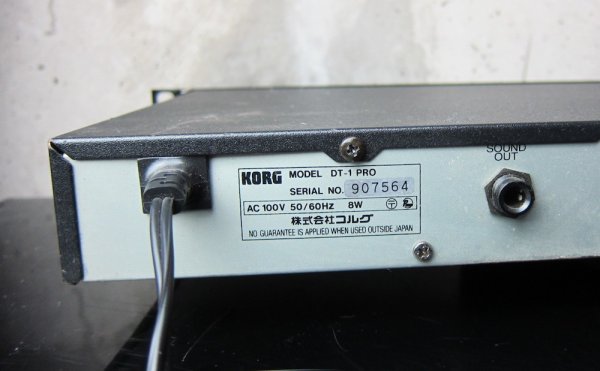 KORG MODEL DT-1 PRO
SERIAL NO. 907564
AC 100V 50/60Hz 8W 〒
株式会社コルグ
NO GUARANTEE IS APPLIED WHEN USED OUTSIDE JAPAN
SOUND
OUT